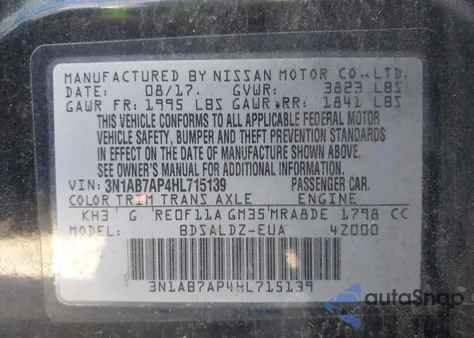 MANUFACTURED BY NISSAN MOTOR CO.,LTD.
DATE: 08/17. GVWR: 3823 LBS
GAWR FR: 1995 LBS GAWR RR: 1841 LBS
THIS VEHICLE CONFORMS TO ALL APPLICABLE FEDERAL MOTOR
VEHICLE SAFETY, BUMPER AND THEFT PREVENTION STANDARDS
IN EFFECT ON THE DATE OF MANUFACTURE SHOWN ABOVE.
SEE OWNER'S MANUAL FOR ADDITIONAL INFORMATION.
VIN: 3N1AB7AP4HL715139 PASSENGER CAR.
COLOR TRIM TRANS AXLE ENGINE
KH3 G RE0F11A GM35 MRA8DE 1798 CC
BDSALDZ-EUA 4Z000
3N1AB7AP4HL715139
autoSnap